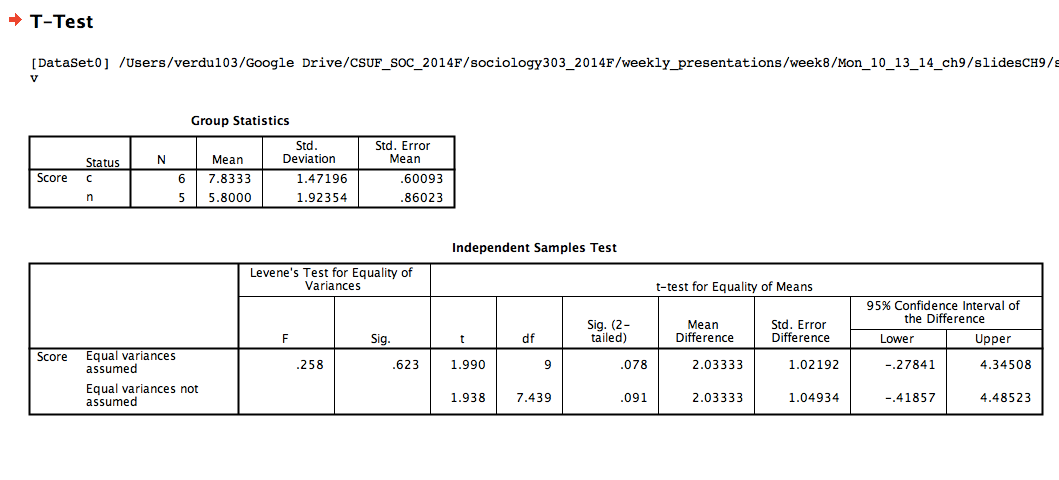 T-Test
[DataSet0] /Users/verdu103/Google Drive/CSUF_SOC_2014F/sociology303_2014F/weekly_presentations/week8/Mon_10_13_14_ch9/slidesCH9/s
v
Group Statistics
Status N Mean Std. Deviation Std. Error Mean
Score c 6 7.8333 1.47196 .60093
n 5 5.8000 1.92354 .86023
Independent Samples Test
Levene's Test for Equality of Variances t-test for Equality of Means
95% Confidence Interval of the Difference
F Sig. t df Sig. (2-tailed) Mean Difference Std. Error Difference Lower Upper
Score Equal variances assumed .258 .623 1.990 9 .078 2.03333 1.02192 -.27841 4.34508
Equal variances not assumed 1.938 7.439 .091 2.03333 1.04934 -.41857 4.48523